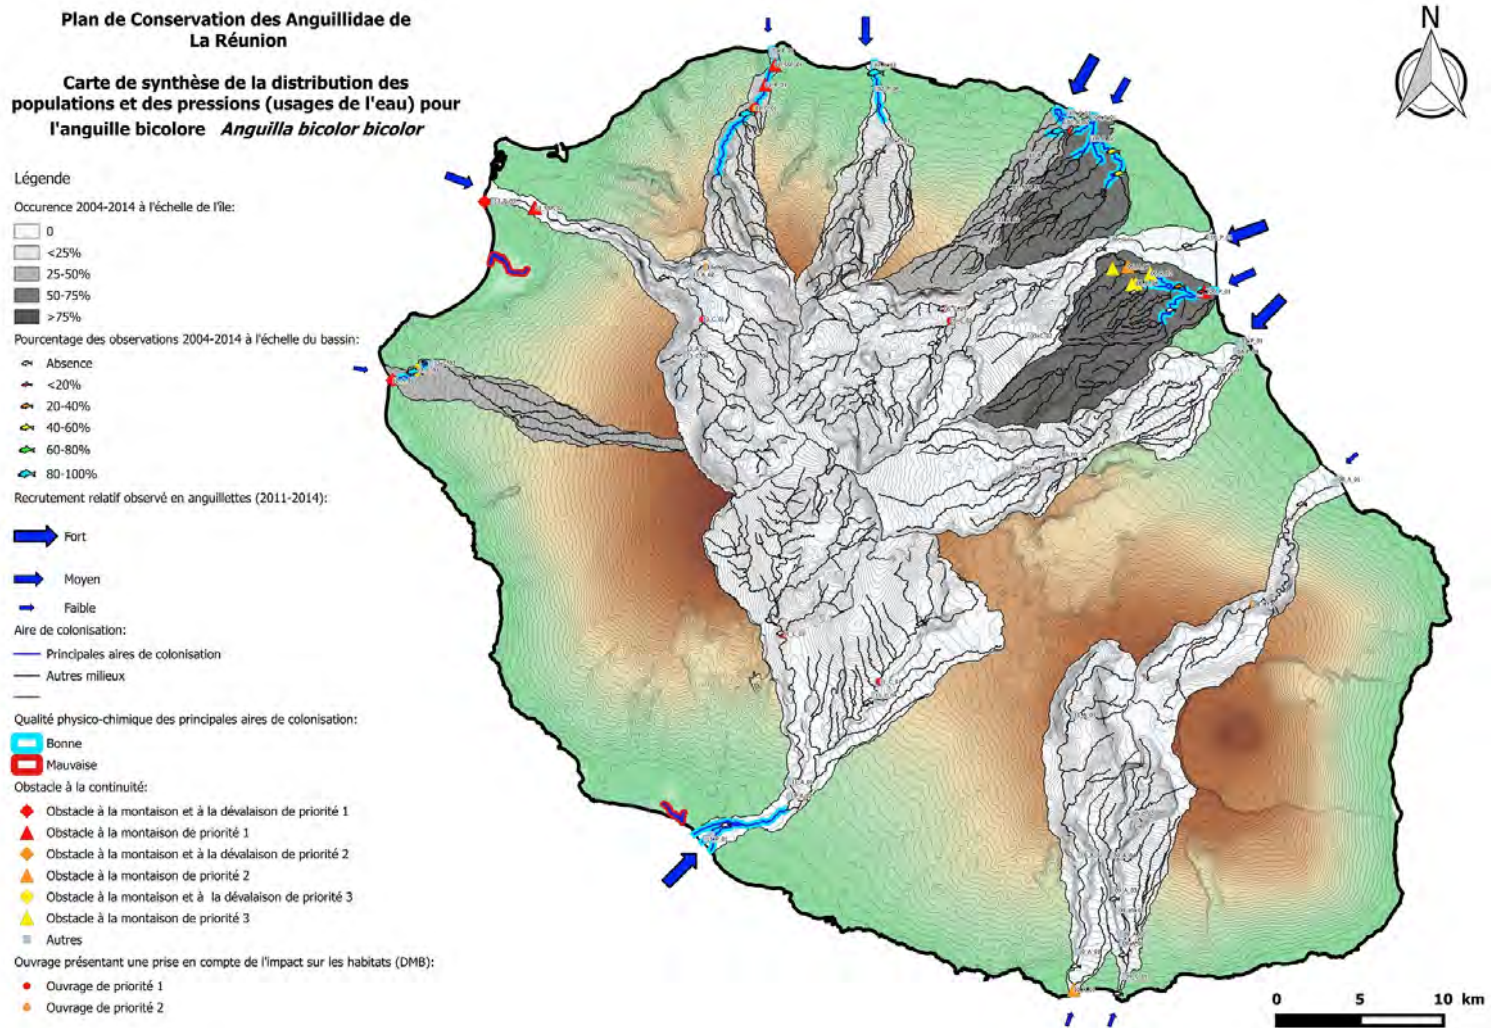 Plan de Conservation des Anguillidae de
La Réunion
Carte de synthèse de la distribution des
populations et des pressions (usages de l'eau) pour
l'anguille bicolore Anguilla bicolor bicolor
Légende
Occurence 2004-2014 à l'échelle de l'île:
0
<25%
25-50%
50-75%
>75%
Pourcentage des observations 2004-2014 à l'échelle du bassin:
Absence
<20%
20-40%
40-60%
60-80%
80-100%
Recrutement relatif observé en anguillettes (2011-2014):
Fort
Moyen
Faible
Aire de colonisation:
Principales aires de colonisation
Autres milieux
Qualité physico-chimique des principales aires de colonisation:
Bonne
Mauvaise
Obstacle à la continuité:
Obstacle à la montaison et à la dévalaison de priorité 1
Obstacle à la montaison de priorité 1
Obstacle à la montaison et à la dévalaison de priorité 2
Obstacle à la montaison de priorité 2
Obstacle à la montaison et à la dévalaison de priorité 3
Obstacle à la montaison de priorité 3
Autres
Ouvrage présentant une prise en compte de l'impact sur les habitats (DMB):
Ouvrage de priorité 1
Ouvrage de priorité 2
N
0 5 10 km